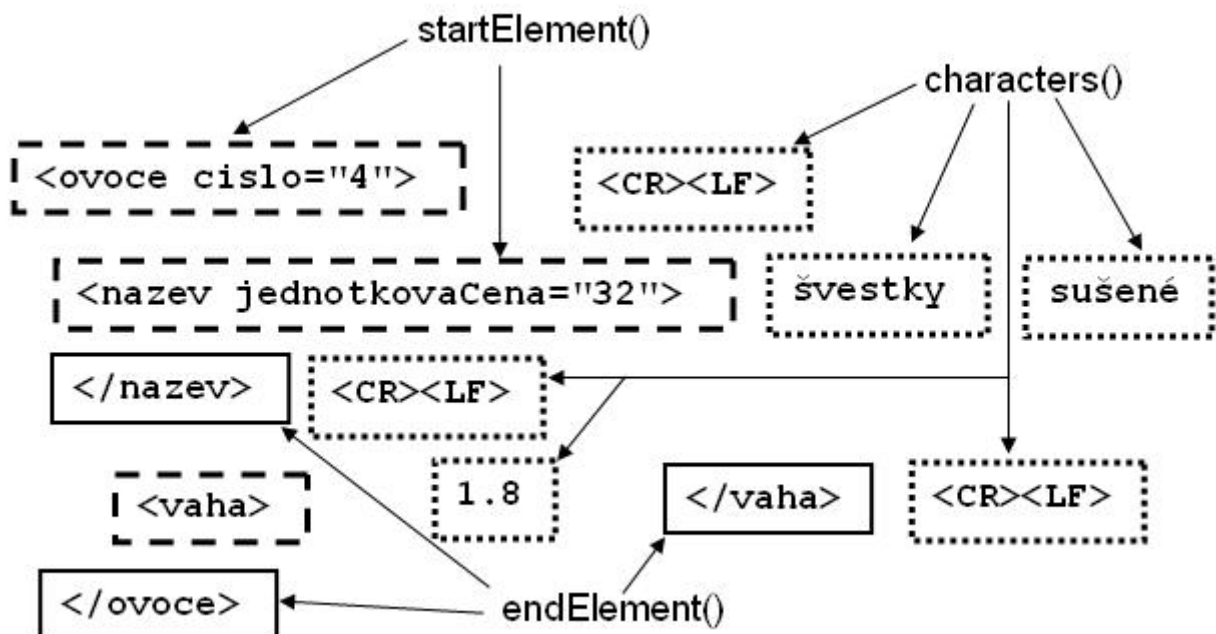 startElement()
characters()
<ovoce cislo="4">
<CR><LF>
<nazev jednotkovaCena="32">
švestky
sušené
</nazev>
<CR><LF>
<vaha>
1.8
</vaha>
<CR><LF>
</ovoce>
endElement()